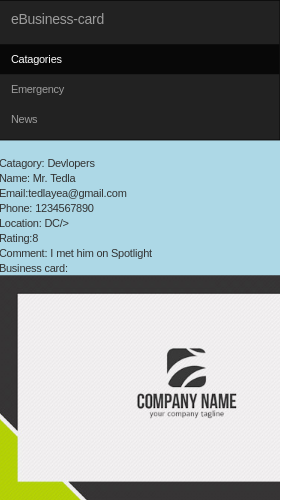 eBusiness-card
Catagories
Emergency
News
Catagory: Devlopers
Name: Mr. Tedla
Email:tedlayea@gmail.com
Phone: 1234567890
Location: DC/>
Rating:8
Comment: I met him on Spotlight
Business card:
COMPANY NAME
your company tagline